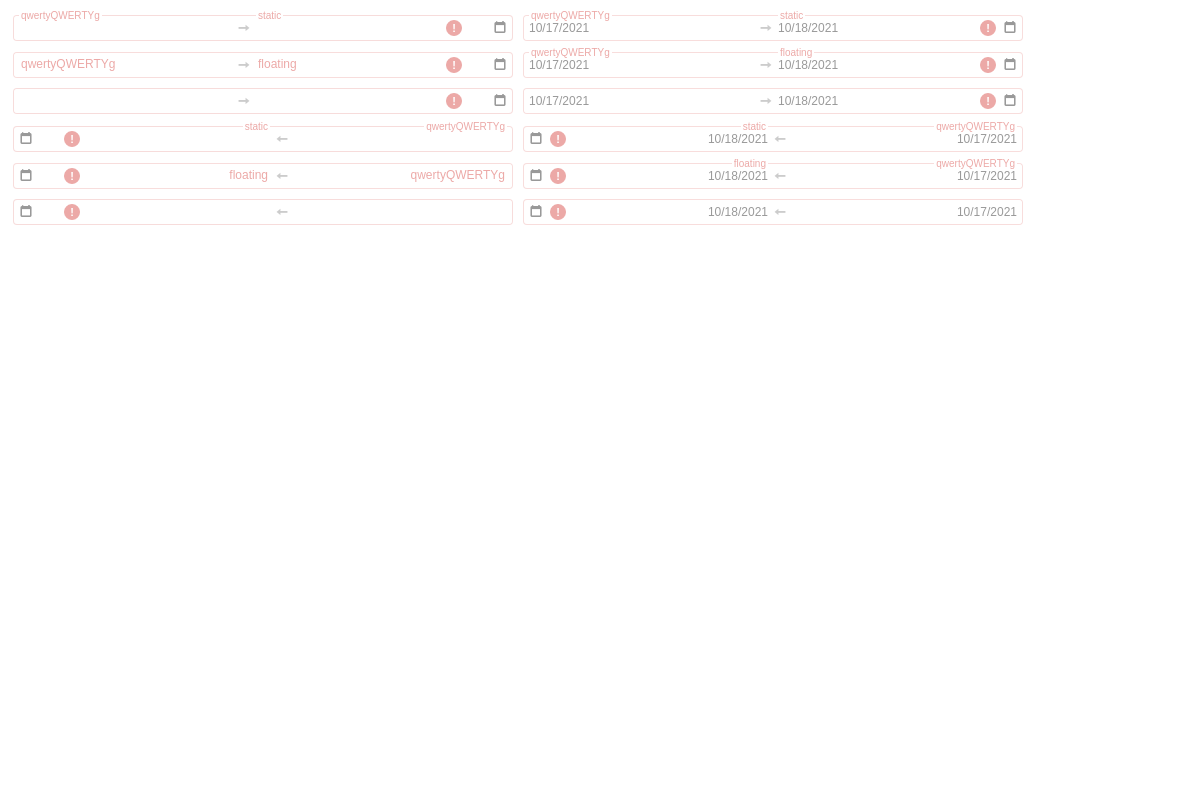 qwertyQWERTYg static qwertyQWERTYg static
! 10/17/2021 10/18/2021 !
qwertyQWERTYg floating
qwertyQWERTYg floating ! 10/17/2021 10/18/2021 !
! 10/17/2021 10/18/2021 !
static qwertyQWERTYg static qwertyQWERTYg
! ! 10/18/2021 10/17/2021
floating qwertyQWERTYg
! floating qwertyQWERTYg ! 10/18/2021 10/17/2021
! ! 10/18/2021 10/17/2021